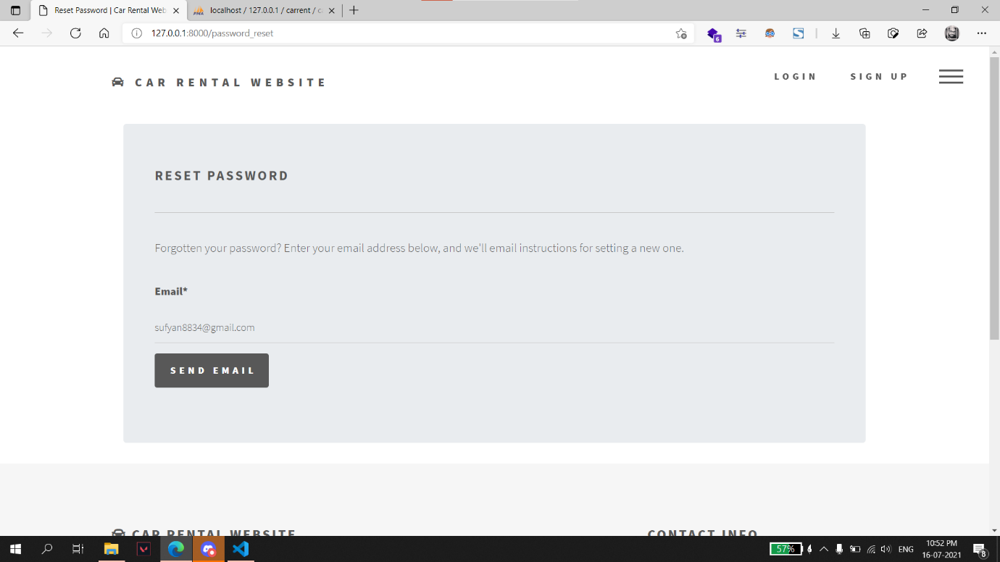 Reset Password | Car Rental Web
localhost / 127.0.0.1 / carrent / c
127.0.0.1:8000/password_reset
6
CAR RENTAL WEBSITE
LOGIN
SIGN UP
RESET PASSWORD
Forgotten your password? Enter your email address below, and we'll email instructions for setting a new one.
Email*
sufyan8834@gmail.com
SEND EMAIL
CAR RENTAL WEBSITE
CONTACT INFO
57%
ENG
10:52 PM
16-07-2021
8